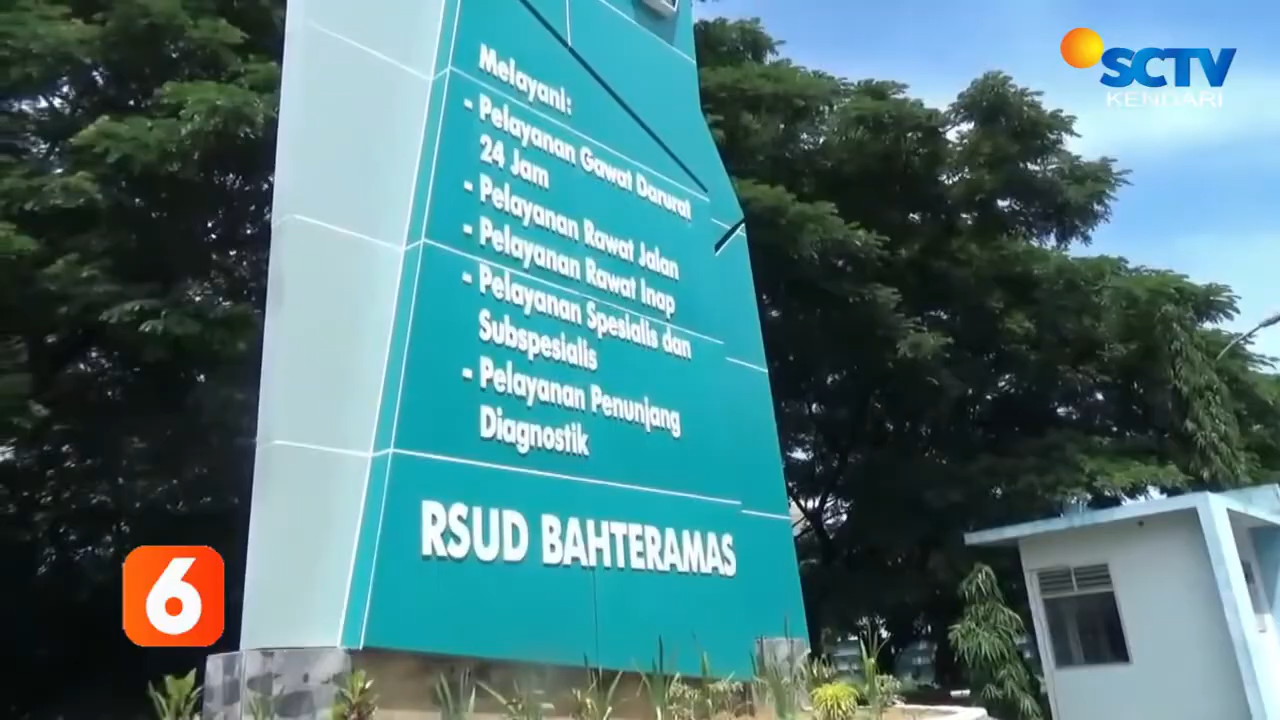 SCTV
KENDARI
Melayani:
- Pelayanan Gawat Darurat
24 Jam
- Pelayanan Rawat Jalan
- Pelayanan Rawat Inap
- Pelayanan Spesialis dan
Subspesialis
- Pelayanan Penunjang
Diagnostik
RSUD BAHTERAMAS
6